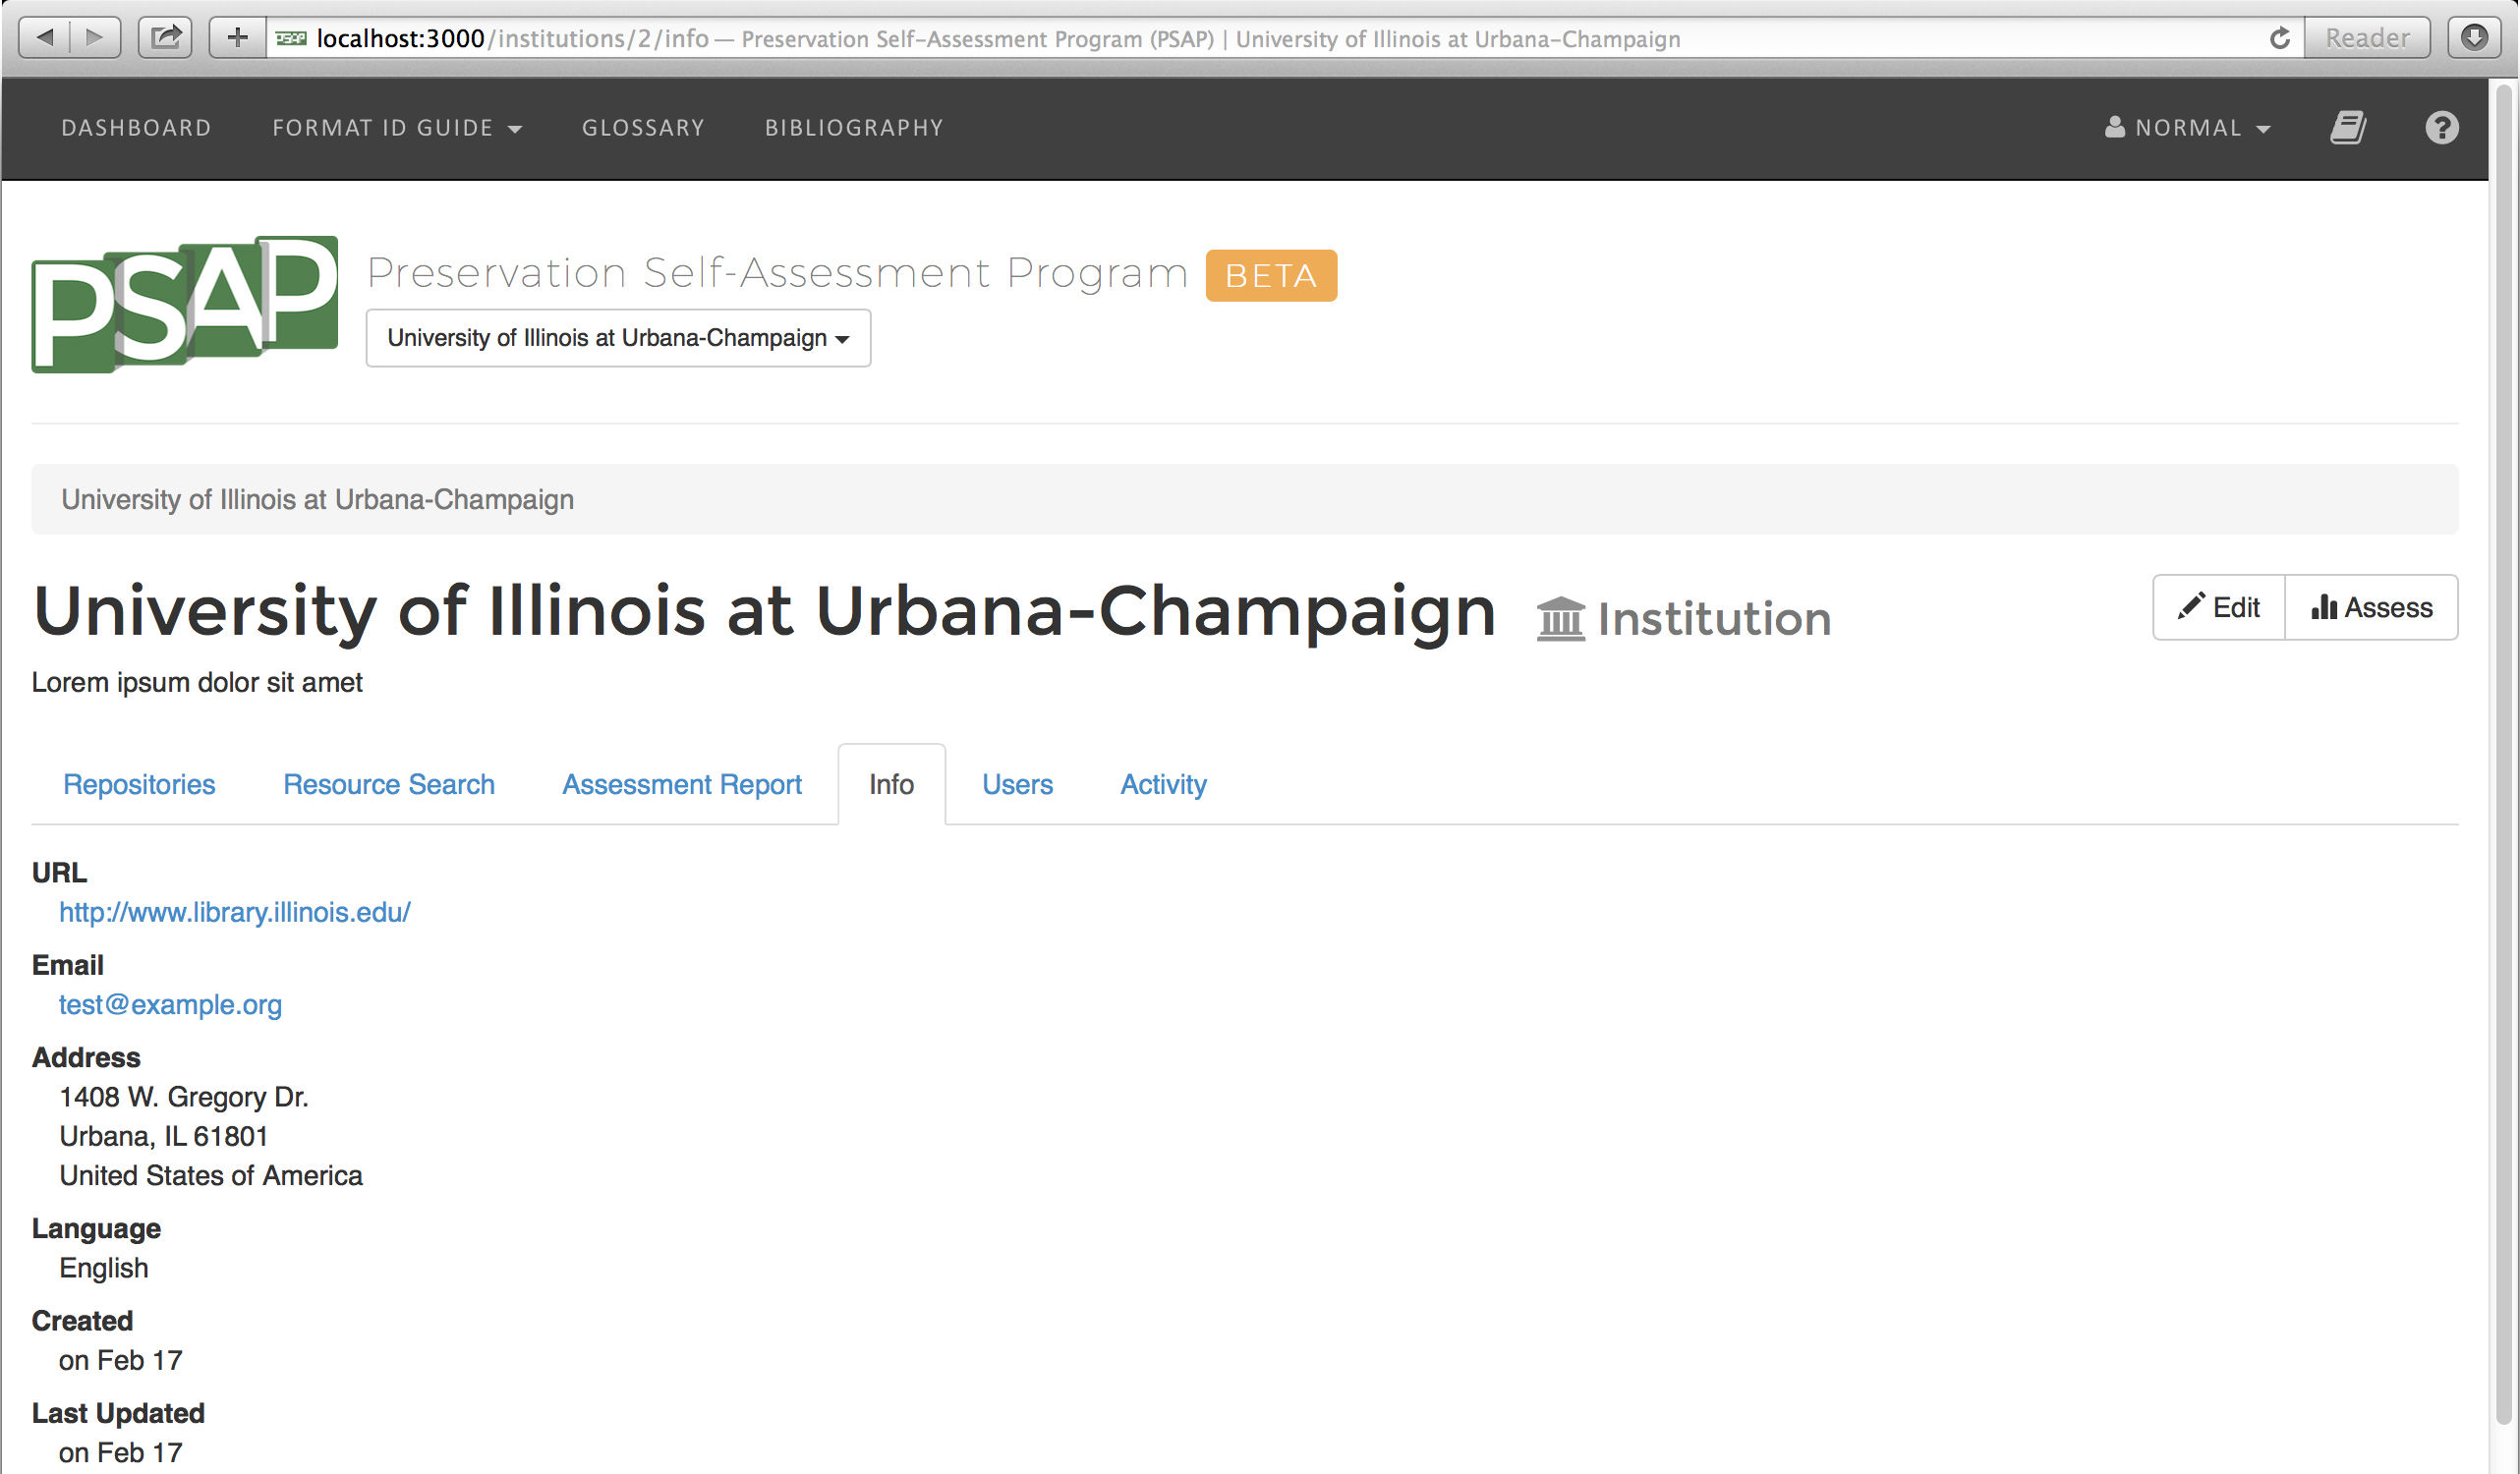 localhost:3000/institutions/2/info — Preservation Self-Assessment Program (PSAP) | University of Illinois at Urbana-Champaign
Reader
DASHBOARD
FORMAT ID GUIDE
GLOSSARY
BIBLIOGRAPHY
NORMAL
PSAP
Preservation Self-Assessment Program BETA
University of Illinois at Urbana-Champaign
University of Illinois at Urbana-Champaign
University of Illinois at Urbana-Champaign Institution
Edit
Assess
Lorem ipsum dolor sit amet
Repositories
Resource Search
Assessment Report
Info
Users
Activity
URL
http://www.library.illinois.edu/
Email
test@example.org
Address
1408 W. Gregory Dr.
Urbana, IL 61801
United States of America
Language
English
Created
on Feb 17
Last Updated
on Feb 17